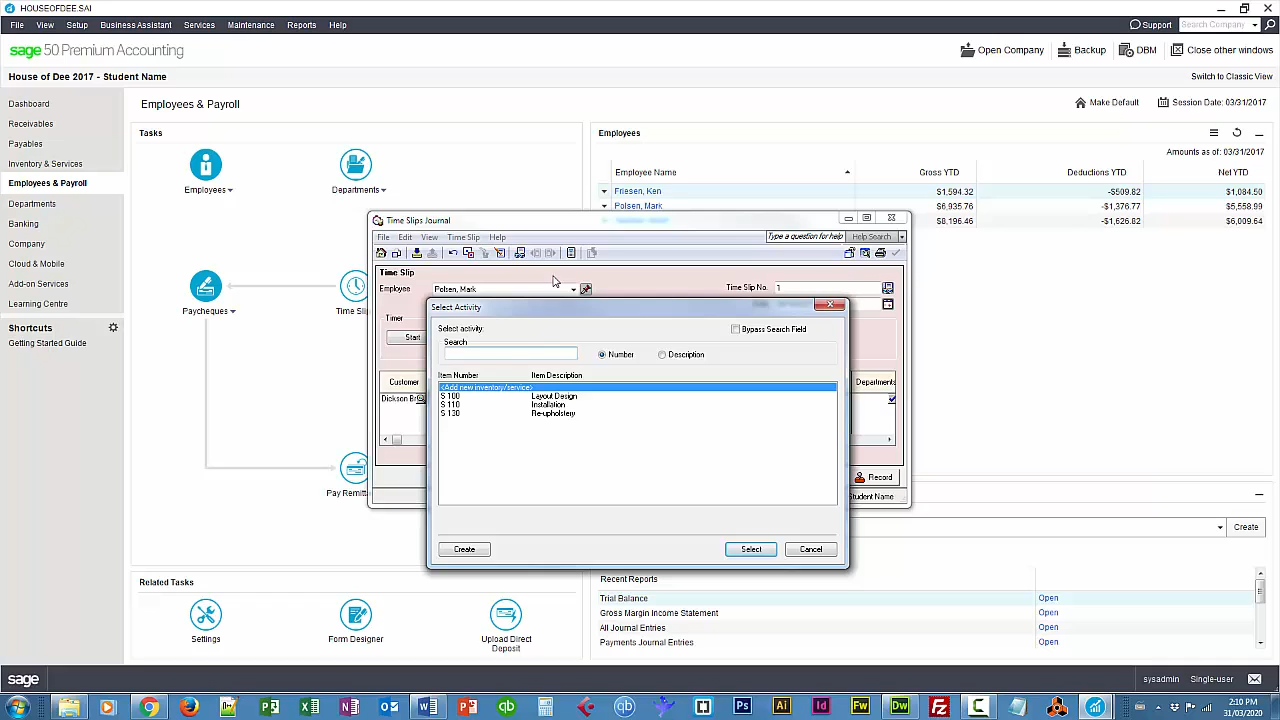 HOUSEOFDEE.SAI
File View Setup Business Assistant Services Maintenance Reports Help
Support Search Company
sage 50 Premium Accounting
Open Company Backup DBM Close other windows
House of Dee 2017 - Student Name
Switch to Classic View
Dashboard
Receivables
Payables
Inventory & Services
Employees & Payroll
Departments
Banking
Company
Cloud & Mobile
Add-on Services
Learning Centre
Shortcuts
Getting Started Guide
Employees & Payroll
Make Default Session Date: 03/31/2017
Tasks
Employees
Departments
Paycheques
Time Slip
Pay Remitt
Employees
Amounts as of: 03/31/2017
Employee Name Gross YTD Deductions YTD Net YTD
Friesen, Ken $1,594.32 -$509.82 $1,084.50
Polsen, Mark $6,935.76 -$1,376.77 $5,558.99
$8,196.46 -$1,626.82 $6,009.64
Time Slips Journal
File Edit View Time Slip Help
Type a question for help Help Search
Time Slip
Employee Polsen, Mark Time Slip No. 1
Timer
Start
Customer
Departments
Dickson Br
Record
Student Name
Select Activity
Select activity:
Bypass Search Field
Search
Number Description
Item Number Item Description
<Add new inventory/service>
S 100 Layout Design
S 110 Installation
S 130 Re-upholstery
Create Select Cancel
Create
Recent Reports
Trial Balance Open
Gross Margin Income Statement Open
All Journal Entries Open
Payments Journal Entries Open
Related Tasks
Settings
Form Designer
Upload Direct
Deposit
sage
sysadmin Single-user
2:10 PM
31/03/2020